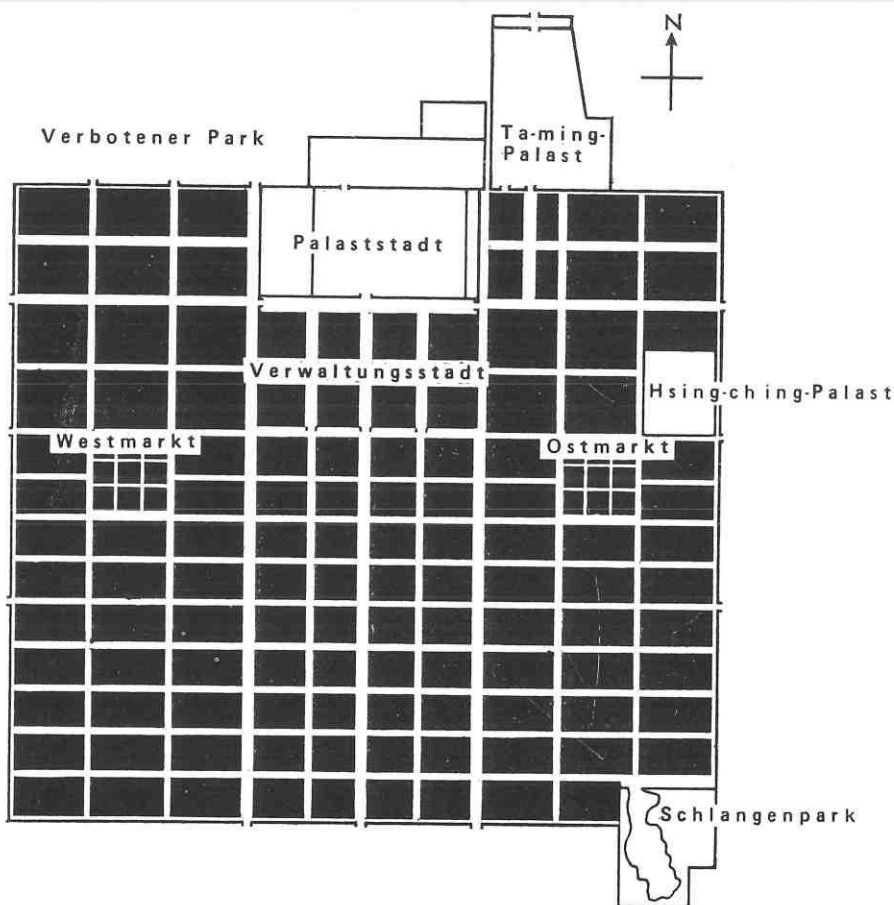 N
Verbotener Park
Ta-ming-
Palast
Palaststadt
Verwaltungsstadt
Hsing-ching-Palast
Westmarkt
Ostmarkt
Schlangenpark